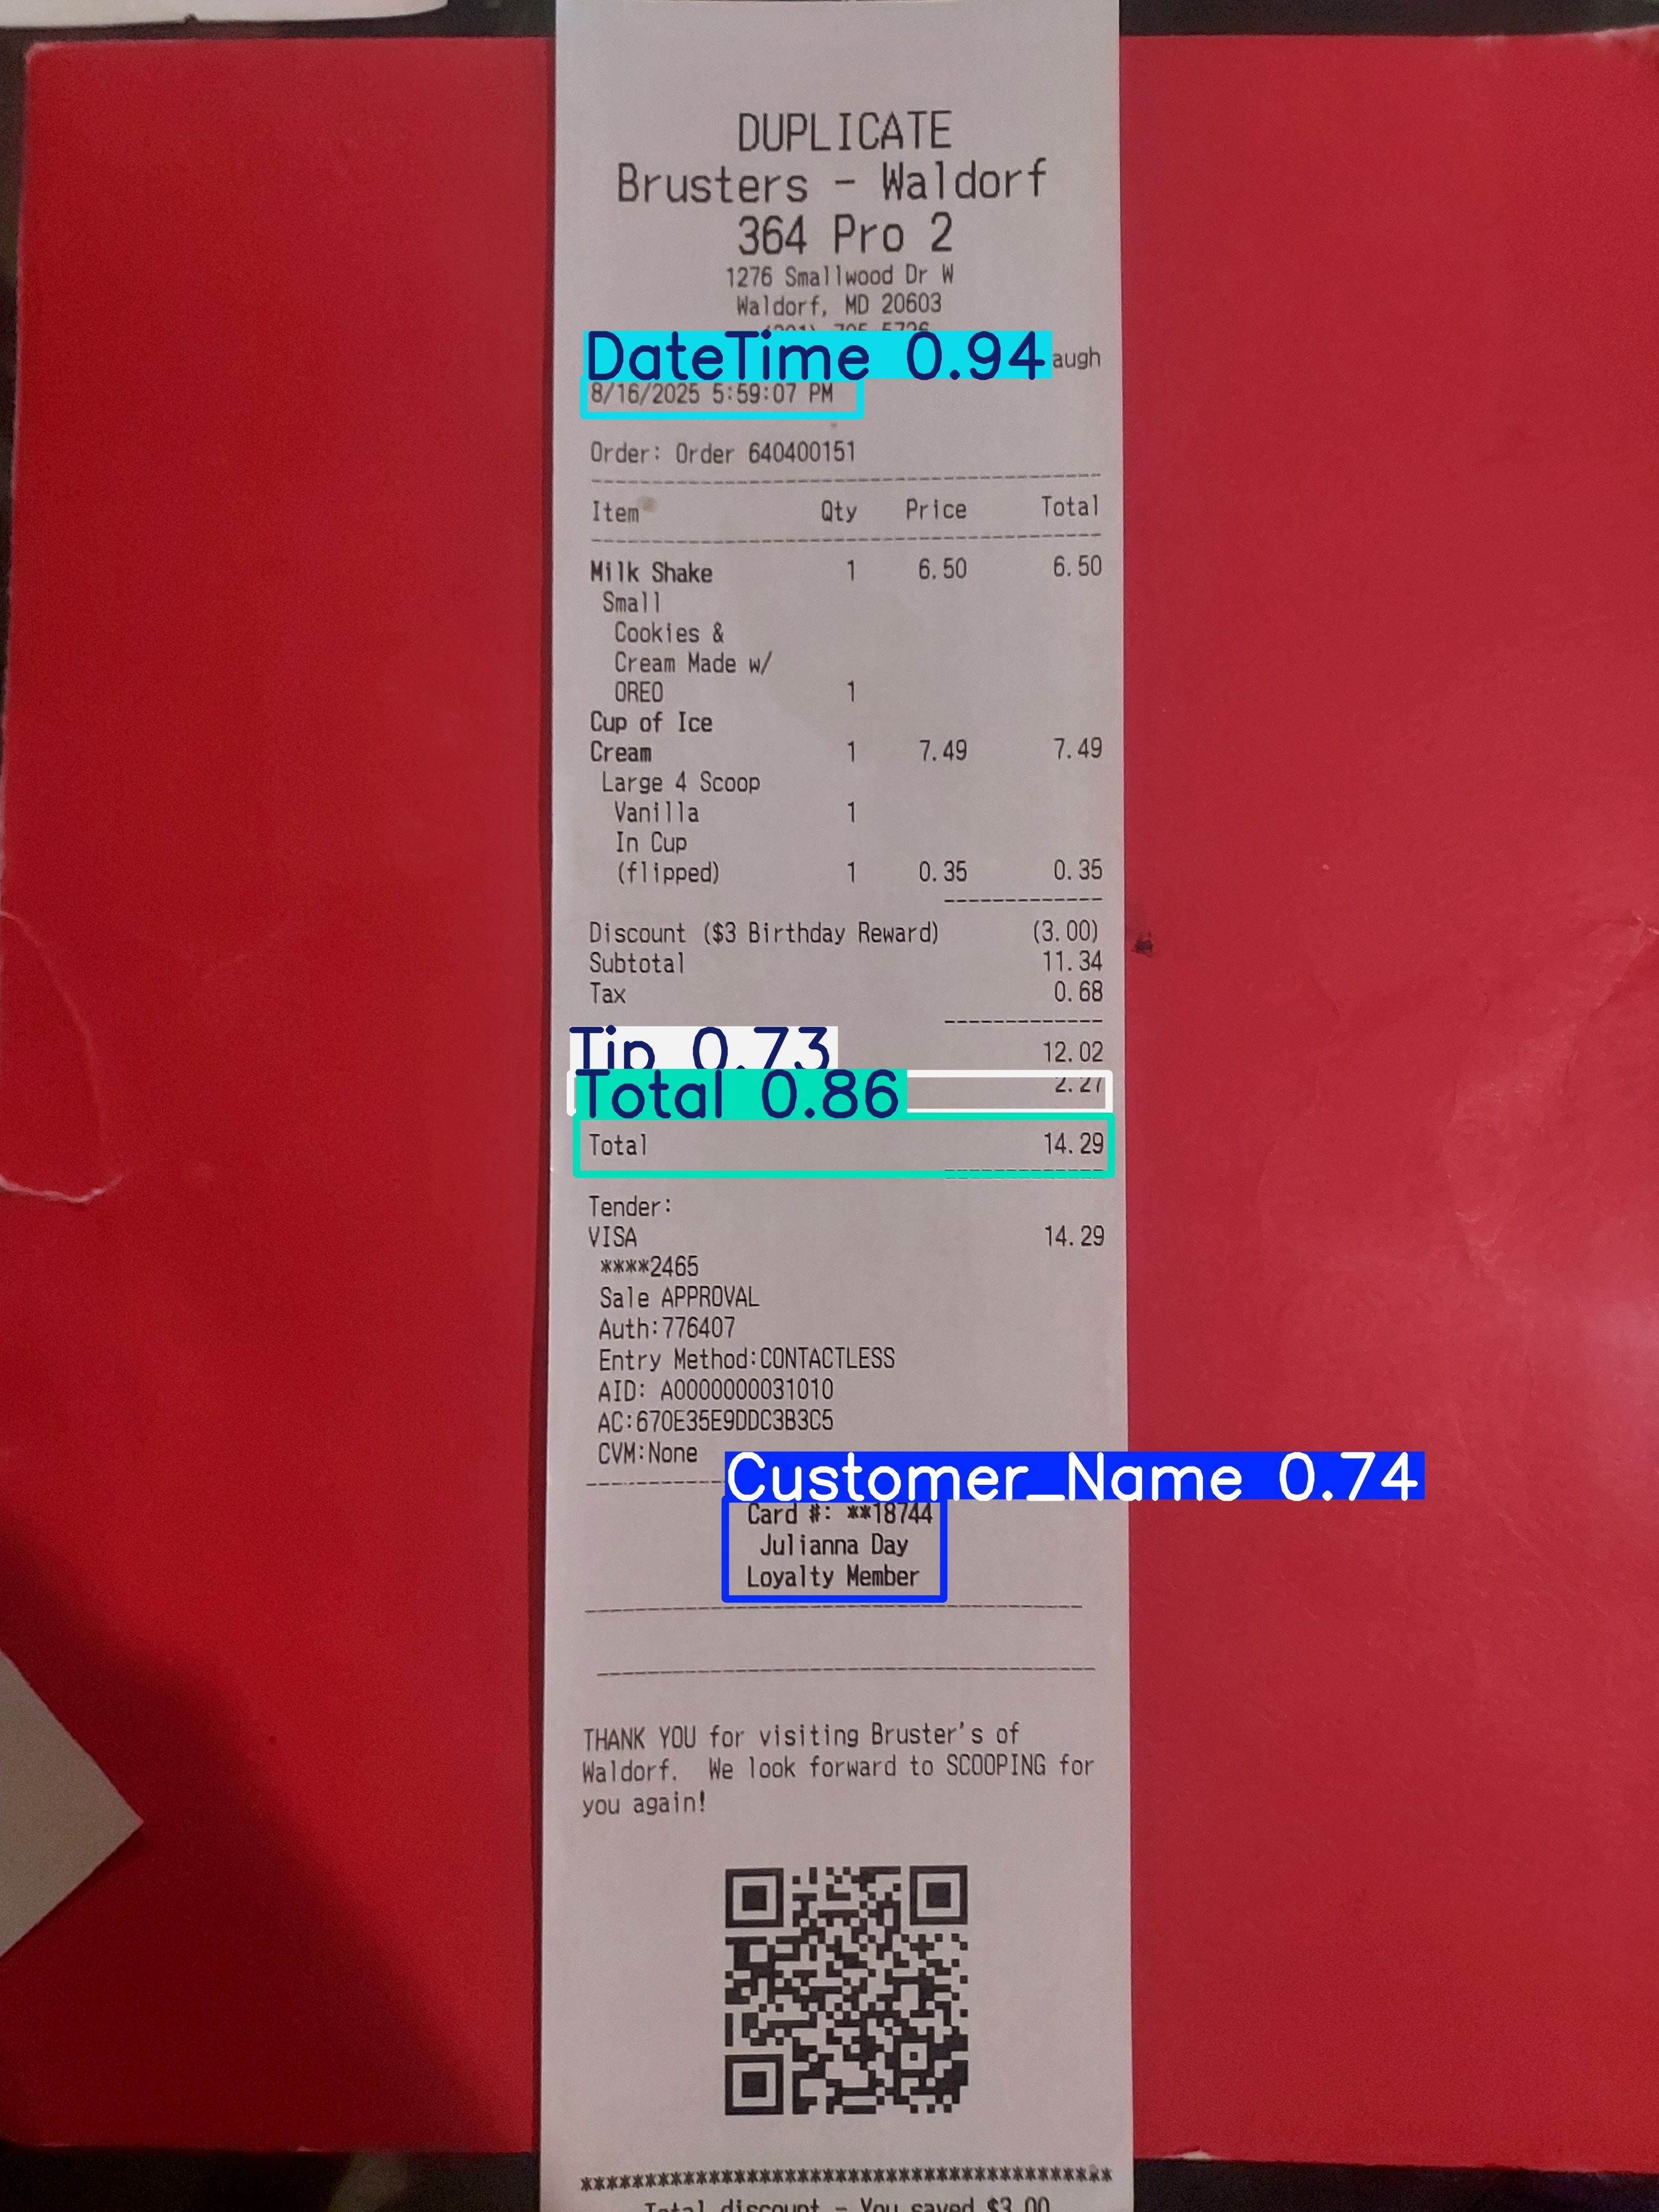 DUPLICATE
Brusters - Waldorf
364 Pro 2
1276 Smallwood Dr W
Waldorf, MD 20603
DateTime 0.94
augh
8/16/2025 5:59:07 PM
Order: Order 640400151
Item Qty Price Total
Milk Shake 1 6.50 6.50
Small
Cookies &
Cream Made w/
OREO 1
Cup of Ice
Cream 1 7.49 7.49
Large 4 Scoop
Vanilla 1
In Cup
(flipped) 1 0.35 0.35
Discount ($3 Birthday Reward) (3.00)
Subtotal 11.34
Tax 0.68
Tip 0.73 12.02
Total 0.86 2.27
Total 14.29
Tender:
VISA 14.29
****2465
Sale APPROVAL
Auth:776407
Entry Method:CONTACTLESS
AID: A0000000031010
AC:670E35E9DDC3B3C5
CVM:None
Customer_Name 0.74
Card #: **18744
Julianna Day
Loyalty Member
THANK YOU for visiting Bruster's of
Waldorf. We look forward to SCOOPING for
you again!
Total discount - You saved $3.00